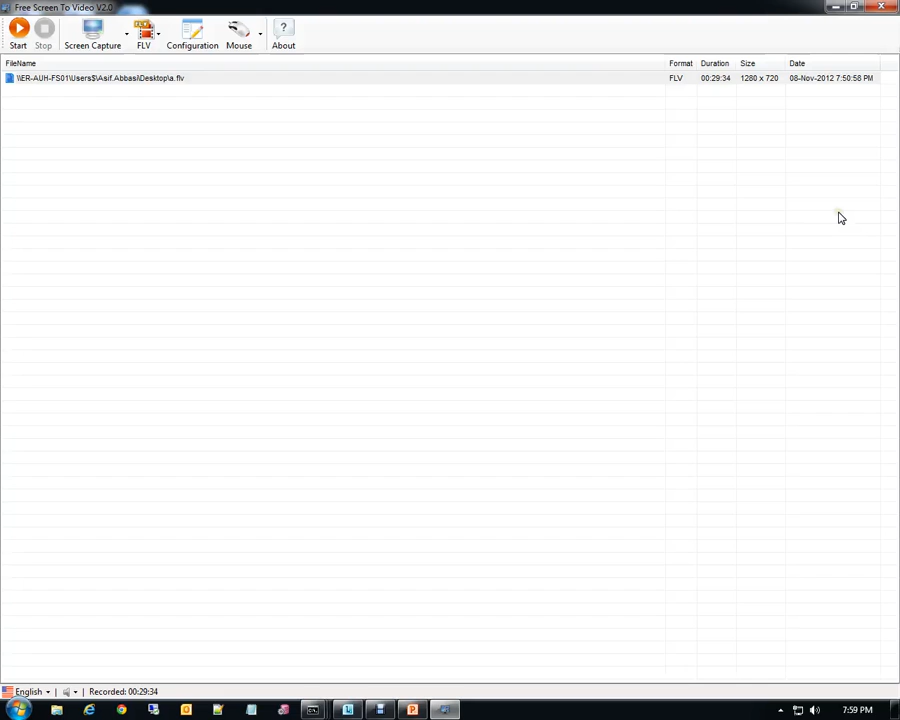 Free Screen To Video V2.0
Start Stop Screen Capture FLV Configuration Mouse About
FileName Format Duration Size Date
\\ER-AUH-FS01\Users$\Asif.Abbasi\Desktop\a.flv FLV 00:29:34 1280 x 720 08-Nov-2012 7:50:58 PM
English | Recorded: 00:29:34
7:59 PM